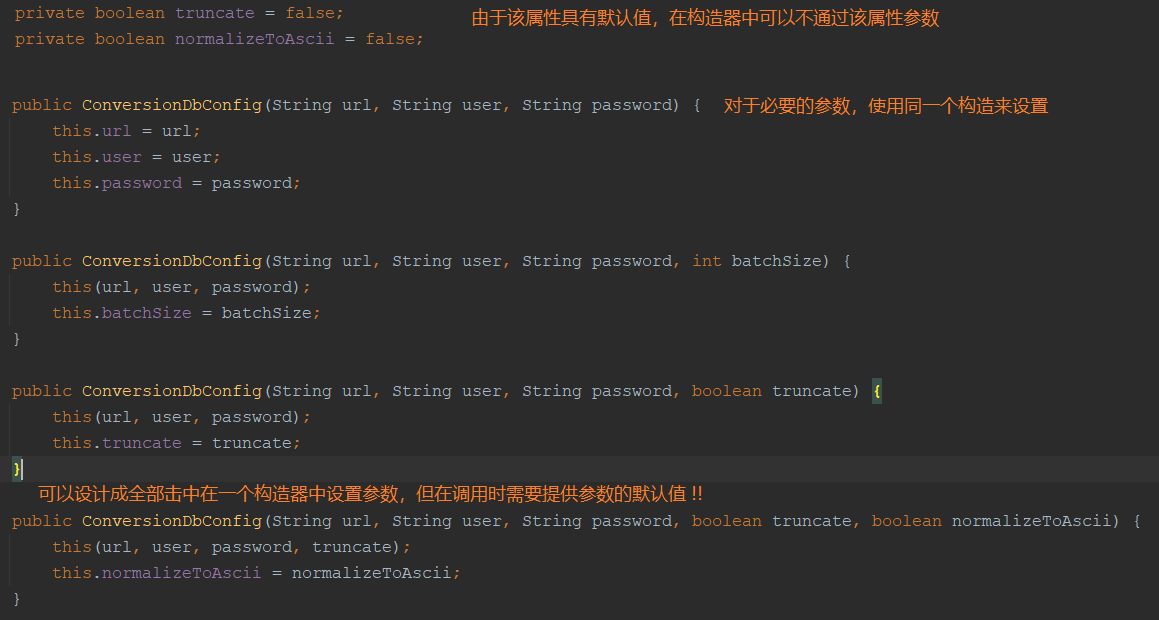 private boolean truncate = false; 由于该属性具有默认值，在构造器中可以不通过该属性参数
private boolean normalizeToAscii = false;
public ConversionDbConfig(String url, String user, String password) { 对于必要的参数，使用同一个构造来设置
this.url = url;
this.user = user;
this.password = password;
}
public ConversionDbConfig(String url, String user, String password, int batchSize) {
this(url, user, password);
this.batchSize = batchSize;
}
public ConversionDbConfig(String url, String user, String password, boolean truncate) {
this(url, user, password);
this.truncate = truncate;
}
可以设计成全部击中在一个构造器中设置参数，但在调用时需要提供参数的默认值 !!
public ConversionDbConfig(String url, String user, String password, boolean truncate, boolean normalizeToAscii) {
this(url, user, password, truncate);
this.normalizeToAscii = normalizeToAscii;
}